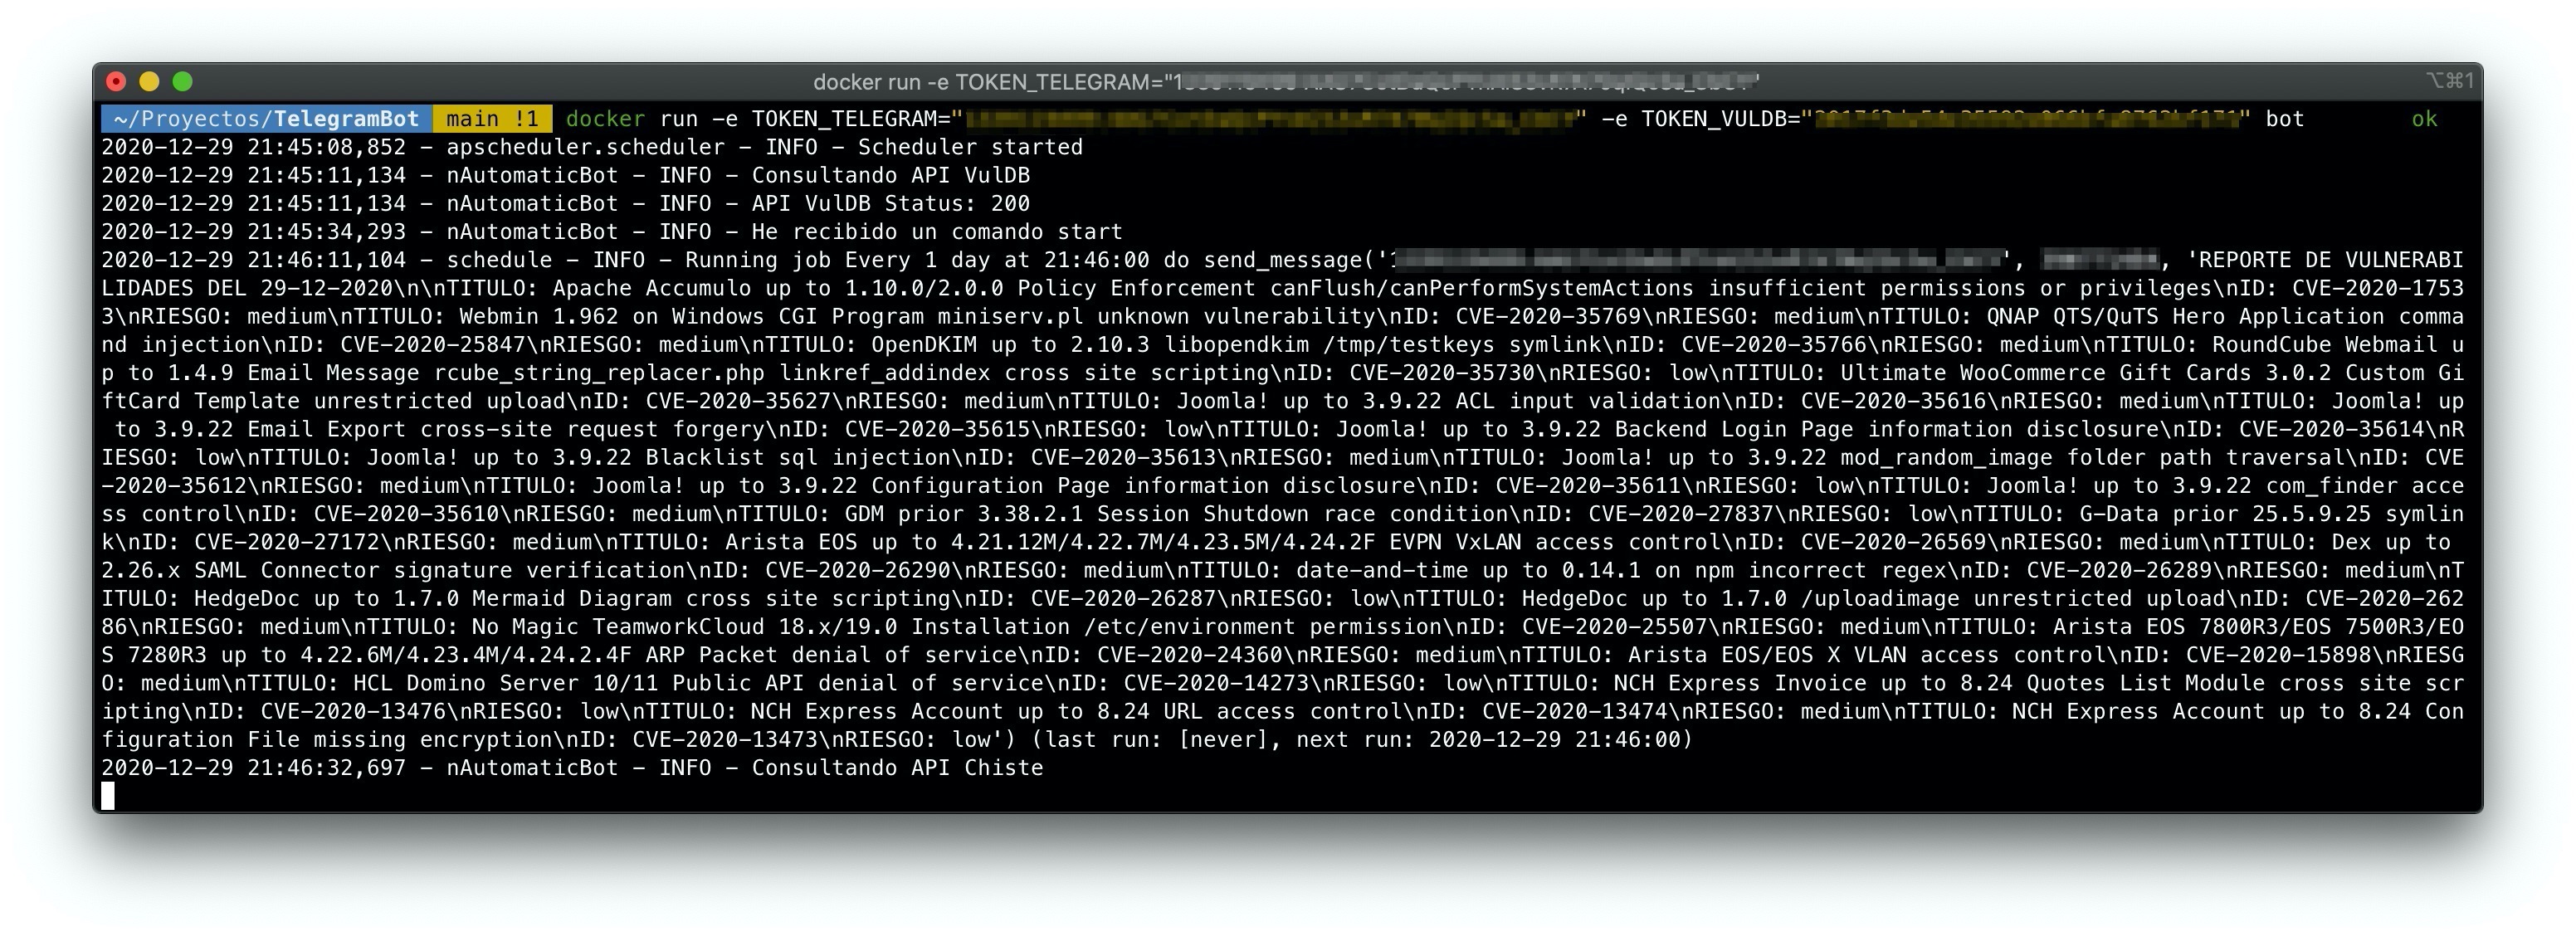 docker run -e TOKEN_TELEGRAM="1
⌥⌘1
~/Proyectos/TelegramBot main !1 docker run -e TOKEN_TELEGRAM="" -e TOKEN_VULDB="" bot ok
2020-12-29 21:45:08,852 - apscheduler.scheduler - INFO - Scheduler started
2020-12-29 21:45:11,134 - nAutomaticBot - INFO - Consultando API VulDB
2020-12-29 21:45:11,134 - nAutomaticBot - INFO - API VulDB Status: 200
2020-12-29 21:45:34,293 - nAutomaticBot - INFO - He recibido un comando start
2020-12-29 21:46:11,104 - schedule - INFO - Running job Every 1 day at 21:46:00 do send_message('1', , 'REPORTE DE VULNERABI
LIDADES DEL 29-12-2020\n\nTITULO: Apache Accumulo up to 1.10.0/2.0.0 Policy Enforcement canFlush/canPerformSystemActions insufficient permissions or privileges\nID: CVE-2020-1753
3\nRIESGO: medium\nTITULO: Webmin 1.962 on Windows CGI Program miniserv.pl unknown vulnerability\nID: CVE-2020-35769\nRIESGO: medium\nTITULO: QNAP QTS/QuTS Hero Application comma
nd injection\nID: CVE-2020-25847\nRIESGO: medium\nTITULO: OpenDKIM up to 2.10.3 libopendkim /tmp/testkeys symlink\nID: CVE-2020-35766\nRIESGO: medium\nTITULO: RoundCube Webmail u
p to 1.4.9 Email Message rcube_string_replacer.php linkref_addindex cross site scripting\nID: CVE-2020-35730\nRIESGO: low\nTITULO: Ultimate WooCommerce Gift Cards 3.0.2 Custom Gi
ftCard Template unrestricted upload\nID: CVE-2020-35627\nRIESGO: medium\nTITULO: Joomla! up to 3.9.22 ACL input validation\nID: CVE-2020-35616\nRIESGO: medium\nTITULO: Joomla! up
 to 3.9.22 Email Export cross-site request forgery\nID: CVE-2020-35615\nRIESGO: low\nTITULO: Joomla! up to 3.9.22 Backend Login Page information disclosure\nID: CVE-2020-35614\nR
IESGO: low\nTITULO: Joomla! up to 3.9.22 Blacklist sql injection\nID: CVE-2020-35613\nRIESGO: medium\nTITULO: Joomla! up to 3.9.22 mod_random_image folder path traversal\nID: CVE
-2020-35612\nRIESGO: medium\nTITULO: Joomla! up to 3.9.22 Configuration Page information disclosure\nID: CVE-2020-35611\nRIESGO: low\nTITULO: Joomla! up to 3.9.22 com_finder acce
ss control\nID: CVE-2020-35610\nRIESGO: medium\nTITULO: GDM prior 3.38.2.1 Session Shutdown race condition\nID: CVE-2020-27837\nRIESGO: low\nTITULO: G-Data prior 25.5.9.25 symlin
k\nID: CVE-2020-27172\nRIESGO: medium\nTITULO: Arista EOS up to 4.21.12M/4.22.7M/4.23.5M/4.24.2F EVPN VxLAN access control\nID: CVE-2020-26569\nRIESGO: medium\nTITULO: Dex up to
2.26.x SAML Connector signature verification\nID: CVE-2020-26290\nRIESGO: medium\nTITULO: date-and-time up to 0.14.1 on npm incorrect regex\nID: CVE-2020-26289\nRIESGO: medium\nT
ITULO: HedgeDoc up to 1.7.0 Mermaid Diagram cross site scripting\nID: CVE-2020-26287\nRIESGO: low\nTITULO: HedgeDoc up to 1.7.0 /uploadimage unrestricted upload\nID: CVE-2020-262
86\nRIESGO: medium\nTITULO: No Magic TeamworkCloud 18.x/19.0 Installation /etc/environment permission\nID: CVE-2020-25507\nRIESGO: medium\nTITULO: Arista EOS 7800R3/EOS 7500R3/EO
S 7280R3 up to 4.22.6M/4.23.4M/4.24.2.4F ARP Packet denial of service\nID: CVE-2020-24360\nRIESGO: medium\nTITULO: Arista EOS/EOS X VLAN access control\nID: CVE-2020-15898\nRIESG
O: medium\nTITULO: HCL Domino Server 10/11 Public API denial of service\nID: CVE-2020-14273\nRIESGO: low\nTITULO: NCH Express Invoice up to 8.24 Quotes List Module cross site scr
ipting\nID: CVE-2020-13476\nRIESGO: low\nTITULO: NCH Express Account up to 8.24 URL access control\nID: CVE-2020-13474\nRIESGO: medium\nTITULO: NCH Express Account up to 8.24 Con
figuration File missing encryption\nID: CVE-2020-13473\nRIESGO: low') (last run: [never], next run: 2020-12-29 21:46:00)
2020-12-29 21:46:32,697 - nAutomaticBot - INFO - Consultando API Chiste